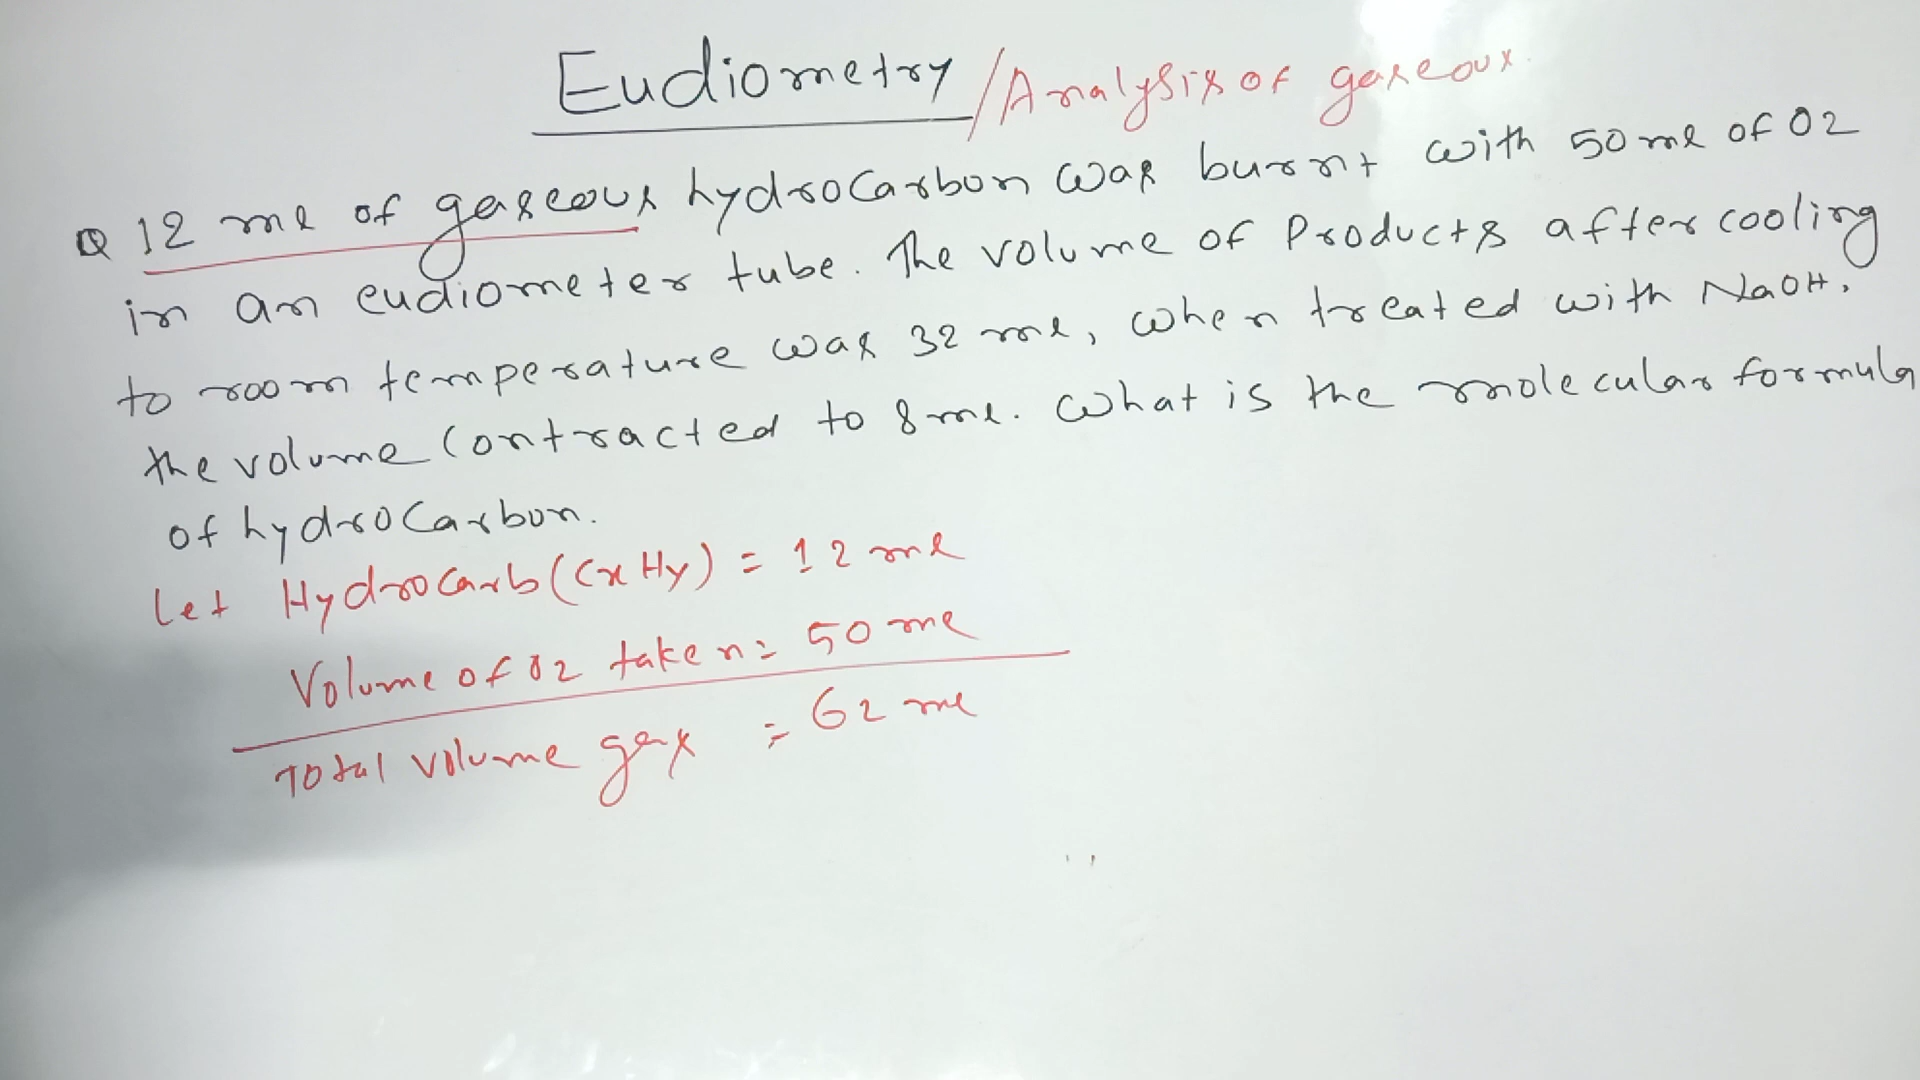 Eudiometry / Analysis of gaseous.
Q 12 ml of gaseous hydrocarbon was burnt with 50 ml of O2
in an eudiometer tube. The volume of Products after cooling
to room temperature was 32 ml, when treated with NaOH,
the volume contracted to 8 ml. What is the molecular formula
of hydrocarbon.
Let Hydrocarb (CxHy) = 12 ml
Volume of O2 taken = 50 ml
Total volume gas = 62 ml